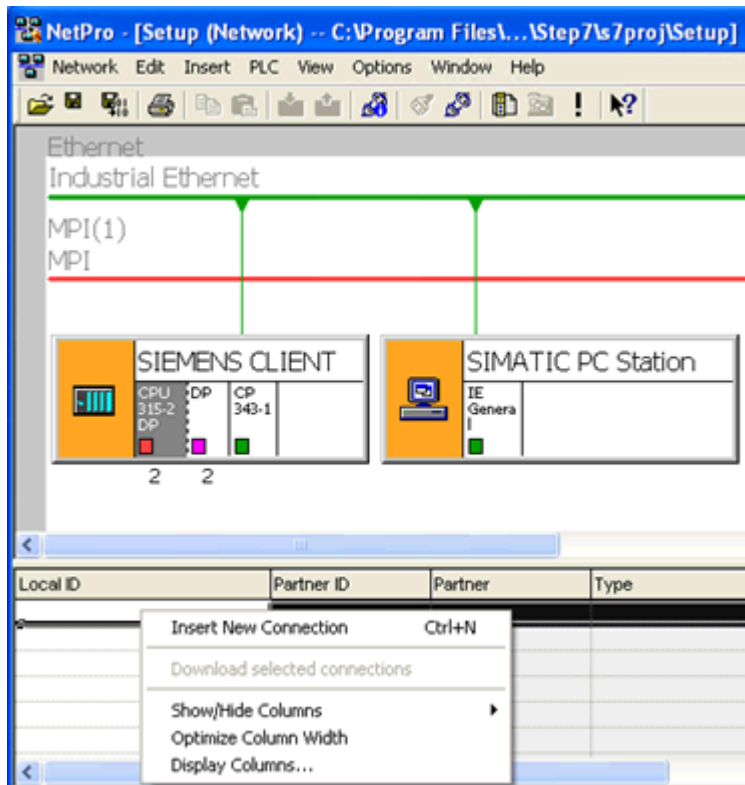 NetPro - [Setup (Network) -- C:\Program Files\...\Step7\s7proj\Setup]
Network Edit Insert PLC View Options Window Help
Ethernet
Industrial Ethernet
MPI(1)
MPI
SIEMENS CLIENT
CPU
315-2
DP
DP
CP
343-1
2 2
SIMATIC PC Station
IE
Genera
l
Local ID Partner ID Partner Type
Insert New Connection Ctrl+N
Download selected connections
Show/Hide Columns
Optimize Column Width
Display Columns...